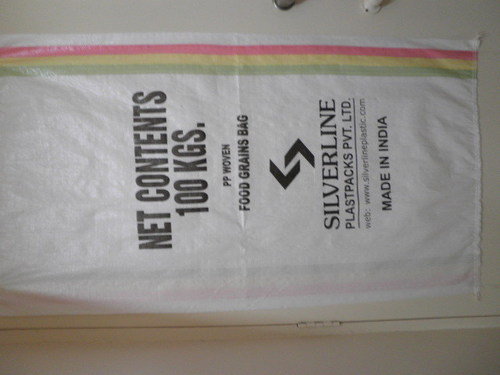 NET CONTENTS
100 KGS.
PP WOVEN
FOOD GRAINS BAG
SILVERLINE
PLASTPACKS PVT. LTD.
web: www.silverlineplastic.com
MADE IN INDIA